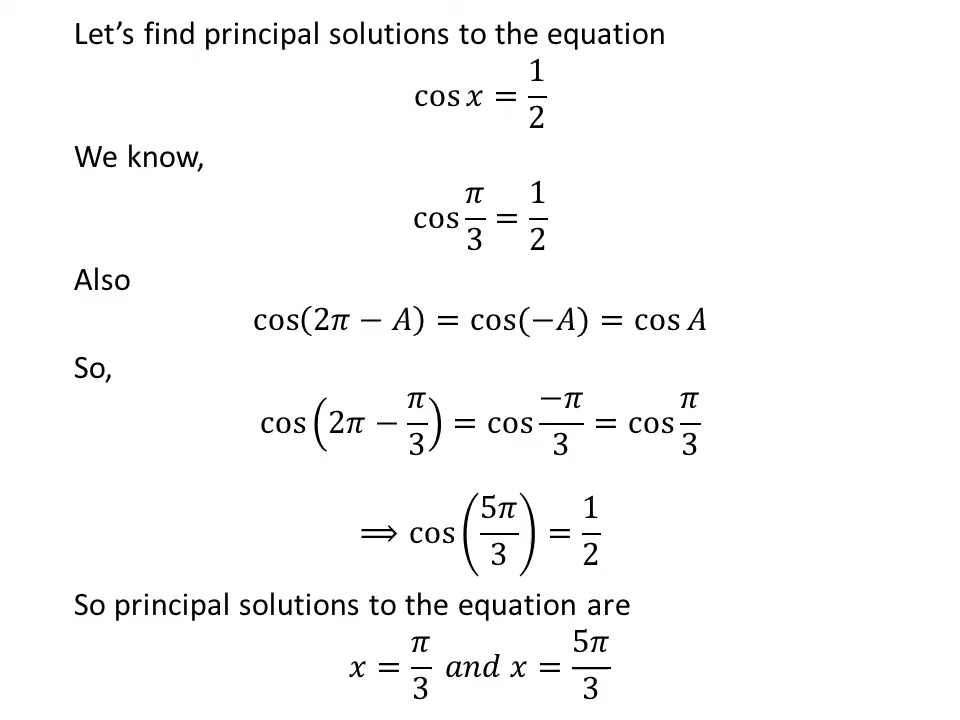 Let’s find principal solutions to the equation
cos 𝑥 = 1/2
We know,
cos π/3 = 1/2
Also
cos(2π − 𝐴) = cos(−𝐴) = cos 𝐴
So,
cos (2π − π/3) = cos −π/3 = cos π/3
⟹ cos (5π/3) = 1/2
So principal solutions to the equation are
𝑥 = π/3 𝑎𝑛𝑑 𝑥 = 5π/3